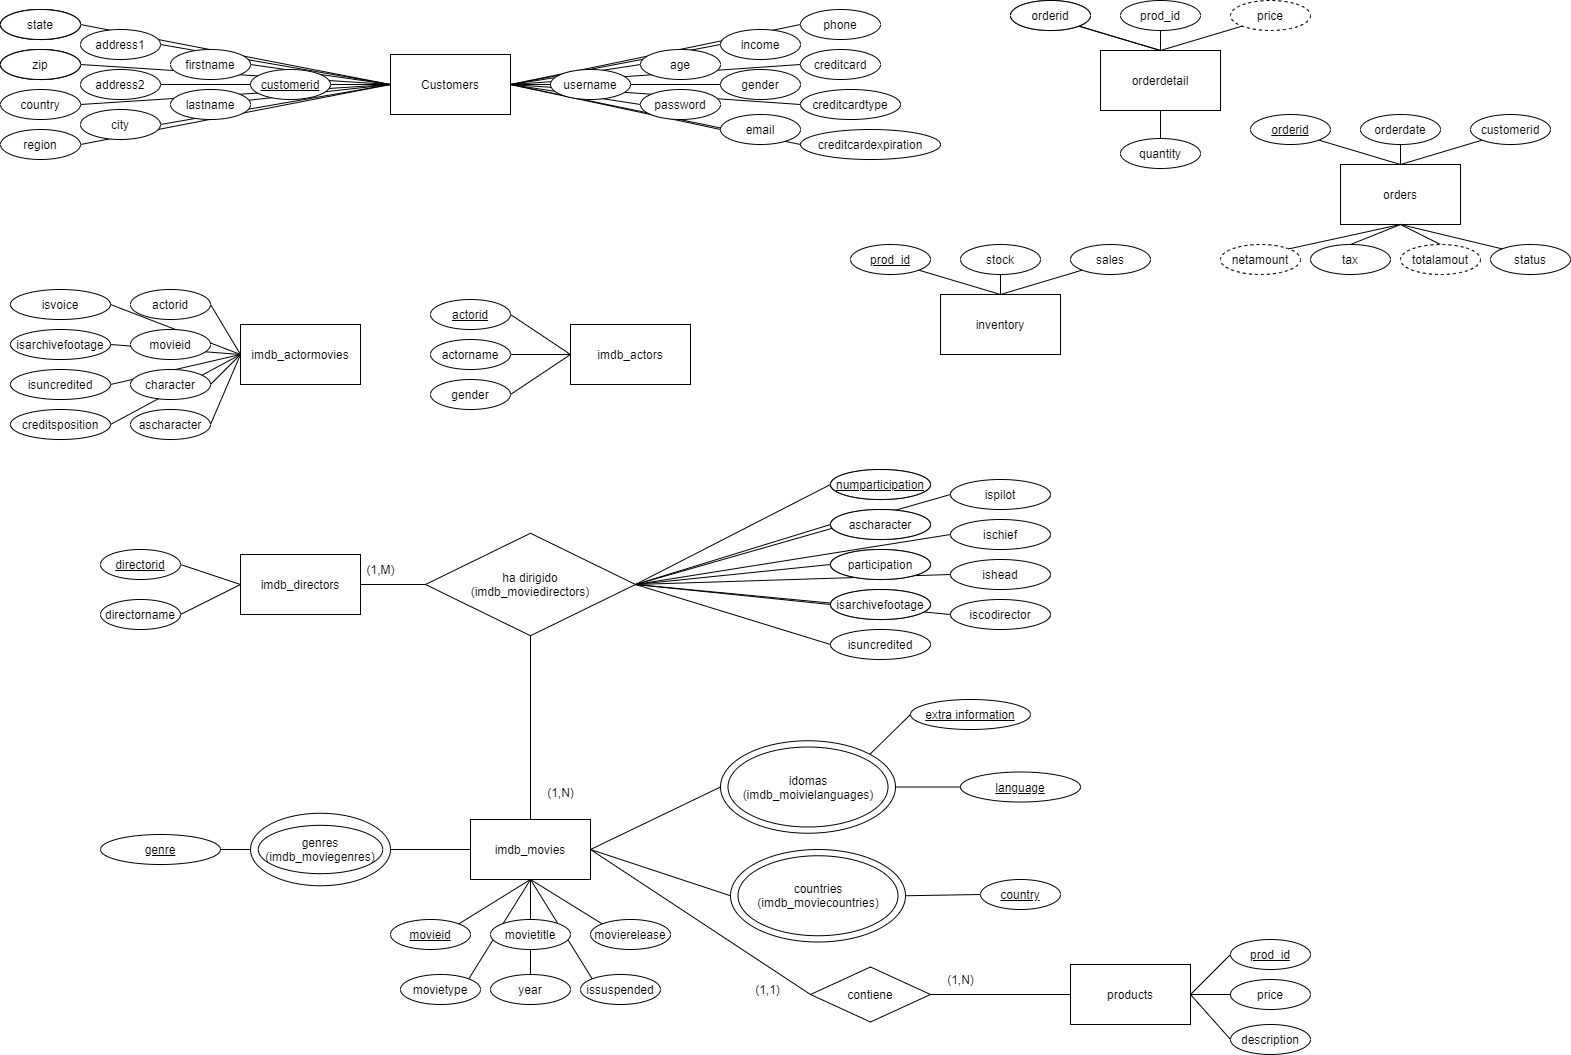 state
address1
zip
firstname
address2
customerid
country
lastname
city
region
Customers
phone
income
age
creditcard
username
gender
password
creditcardtype
email
creditcardexpiration
orderid
prod_id
price
orderdetail
quantity
orderid
orderdate
customerid
orders
netamount
tax
totalamout
status
prod_id
stock
sales
inventory
isvoice
actorid
isarchivefootage
movieid
isuncredited
character
creditsposition
ascharacter
imdb_actormovies
actorid
actorname
gender
imdb_actors
directorid
directorname
imdb_directors
(1,M)
ha dirigido
(imdb_moviedirectors)
numparticipation
ispilot
ascharacter
ischief
participation
ishead
isarchivefootage
iscodirector
isuncredited
(1,N)
extra information
idomas
(imdb_moivielanguages)
language
genre
genres
(imdb_moviegenres)
imdb_movies
countries
(imdb_moviecountries)
country
movieid
movietitle
movierelease
movietype
year
issuspended
(1,1)
contiene
(1,N)
products
prod_id
price
description